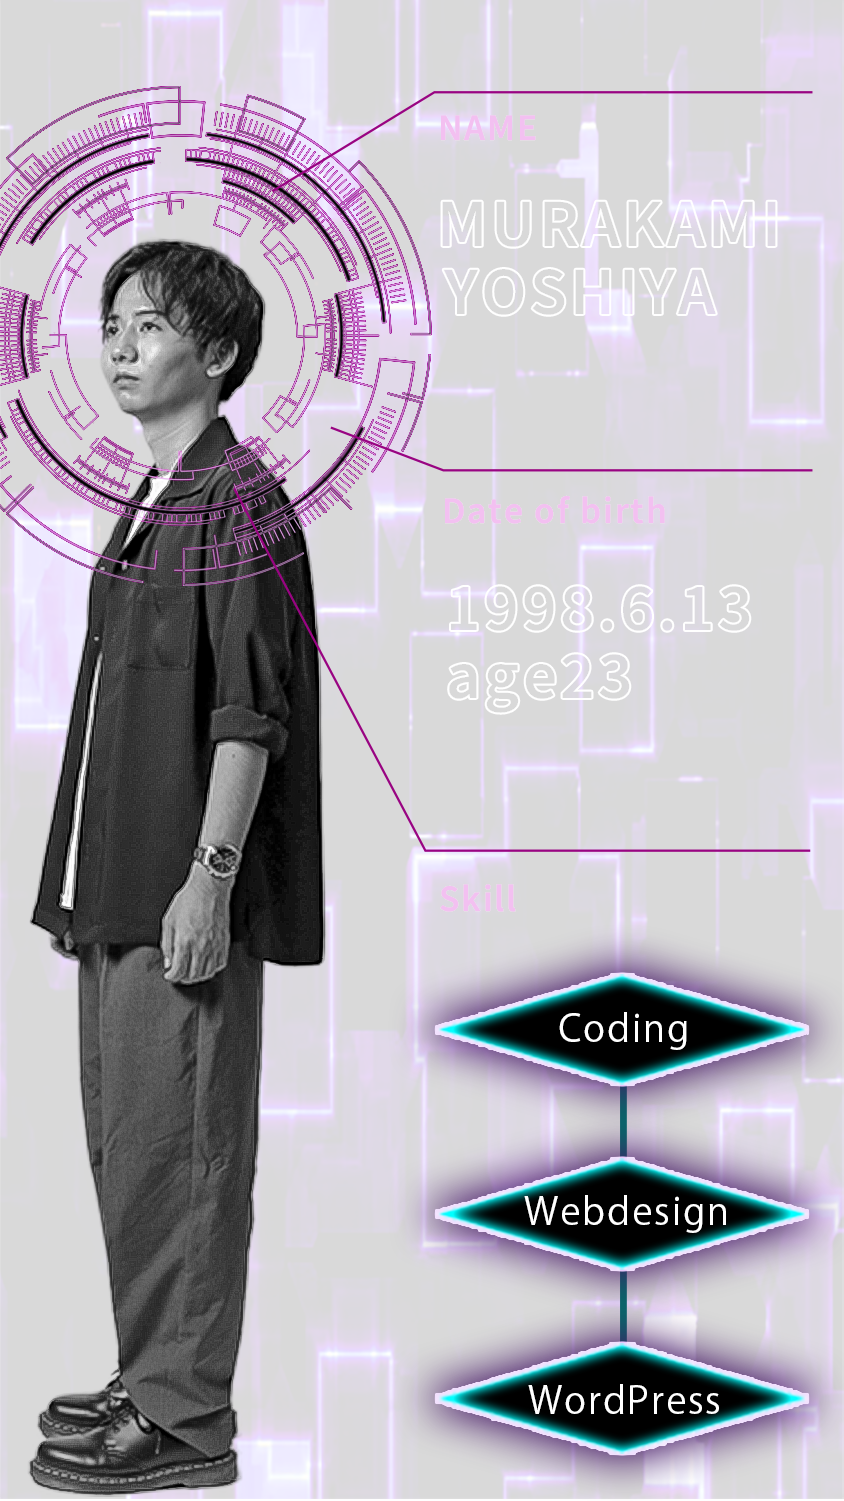 NAME
MURAKAMI
YOSHIYA
Date of birth
1998.6.13
age23
Skill
Coding
Webdesign
WordPress